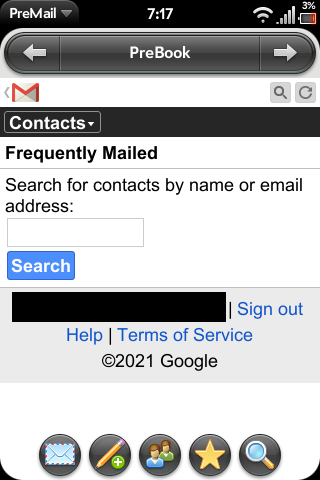 PreMail 7:17 3%
PreBook
Contacts
Frequently Mailed
Search for contacts by name or email
address:
Search
| Sign out
Help | Terms of Service
©2021 Google